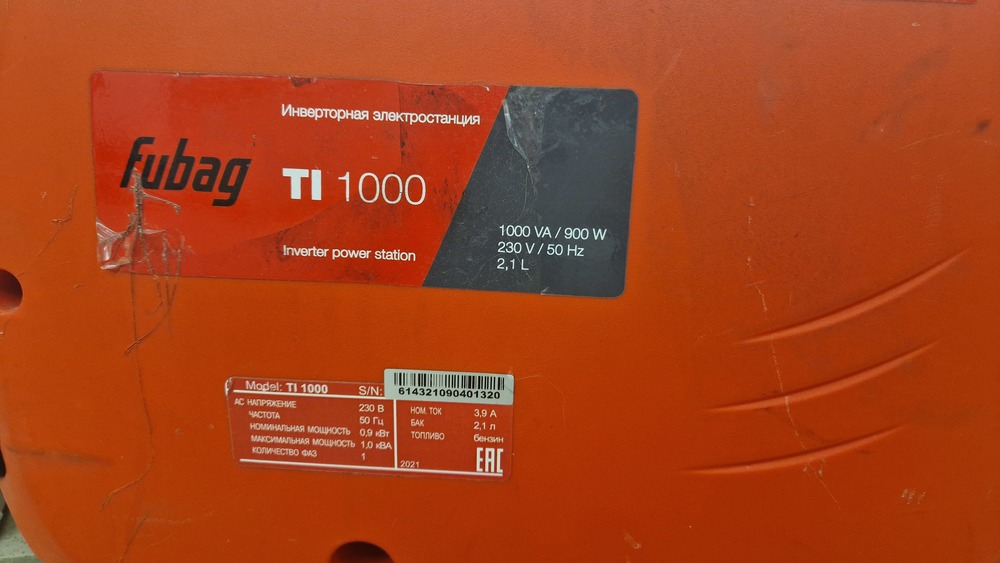 Инверторная электростанция
fubag
TI 1000
Inverter power station
1000 VA / 900 W
230 V / 50 Hz
2,1 L
Model: TI 1000 S/N: 614321090401320
АС НАПРЯЖЕНИЕ 230 В
ЧАСТОТА 50 Гц
НОМИНАЛЬНАЯ МОЩНОСТЬ 0,9 кВт
МАКСИМАЛЬНАЯ МОЩНОСТЬ 1,0 кВА
КОЛИЧЕСТВО ФАЗ 1
НОМ. ТОК 3,9 А
БАК 2,1 л
ТОПЛИВО бензин
2021 EAC